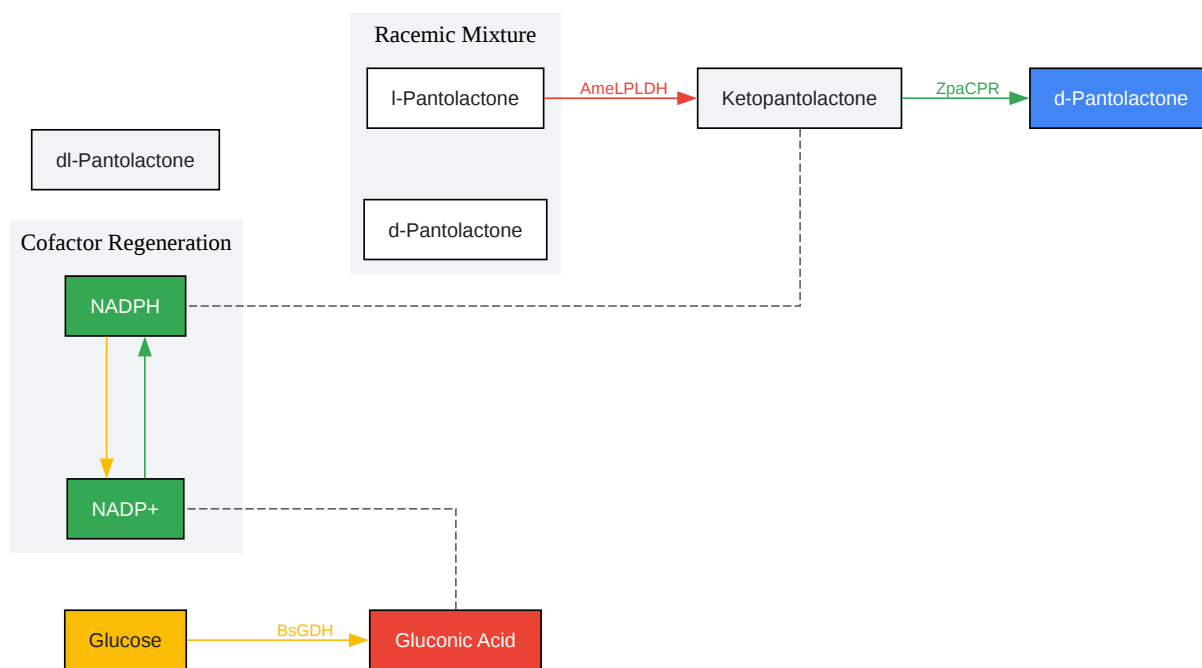 Racemic Mixture
l-Pantolactone
AmeLPLDH
Ketopantolactone
ZpaCPR
d-Pantolactone
dl-Pantolactone
d-Pantolactone
Cofactor Regeneration
NADPH
NADP+
Glucose
BsGDH
Gluconic Acid